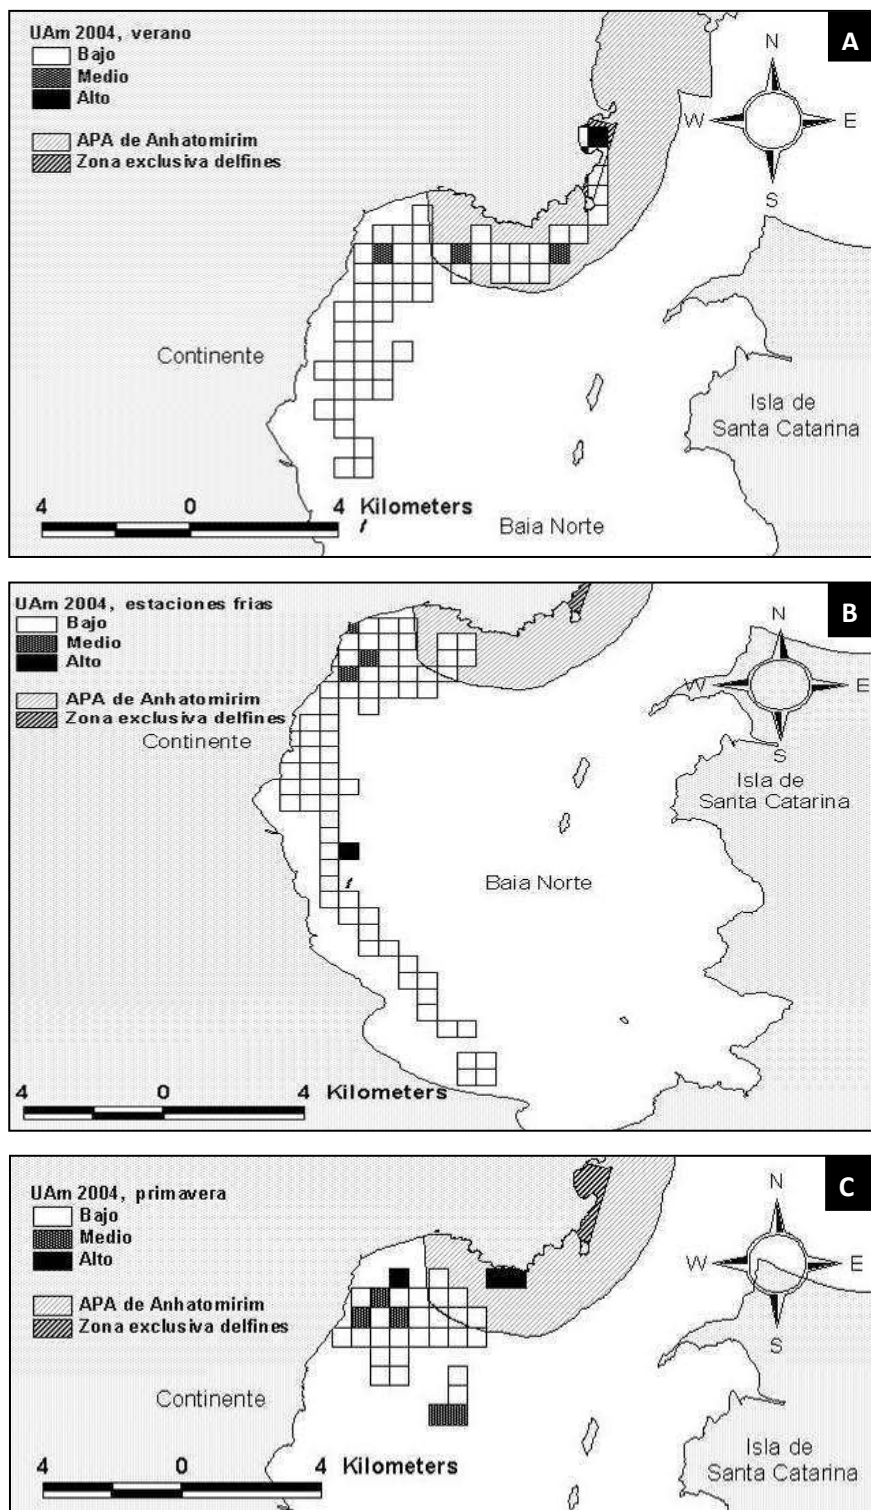 UAm 2004, verano
Bajo
Medio
Alto
APA de Anhatomirim
Zona exclusiva delfines
A
N
W
E
S
Continente
Isla de
Santa Catarina
4 0 4 Kilometers
Baia Norte
UAm 2004, estaciones frias
Bajo
Medio
Alto
APA de Anhatomirim
Zona exclusiva delfines
Continente
B
N
W
E
S
Isla de
Santa Catarina
Baia Norte
4 0 4 Kilometers
UAm 2004, primavera
Bajo
Medio
Alto
APA de Anhatomirim
Zona exclusiva delfines
C
N
W
E
S
Continente
Isla de
Santa Catarina
4 0 4 Kilometers